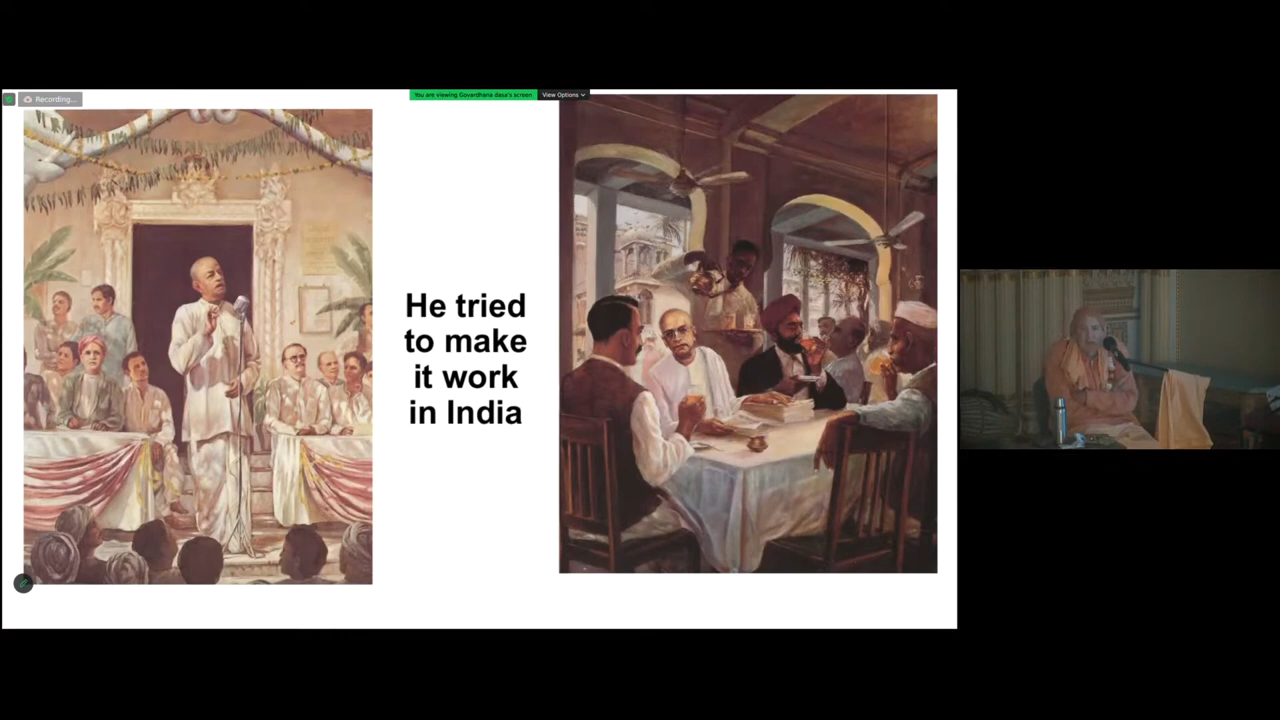 Recording...
You are viewing Govardhana dasa's screen
View Options
He tried
to make
it work
in India